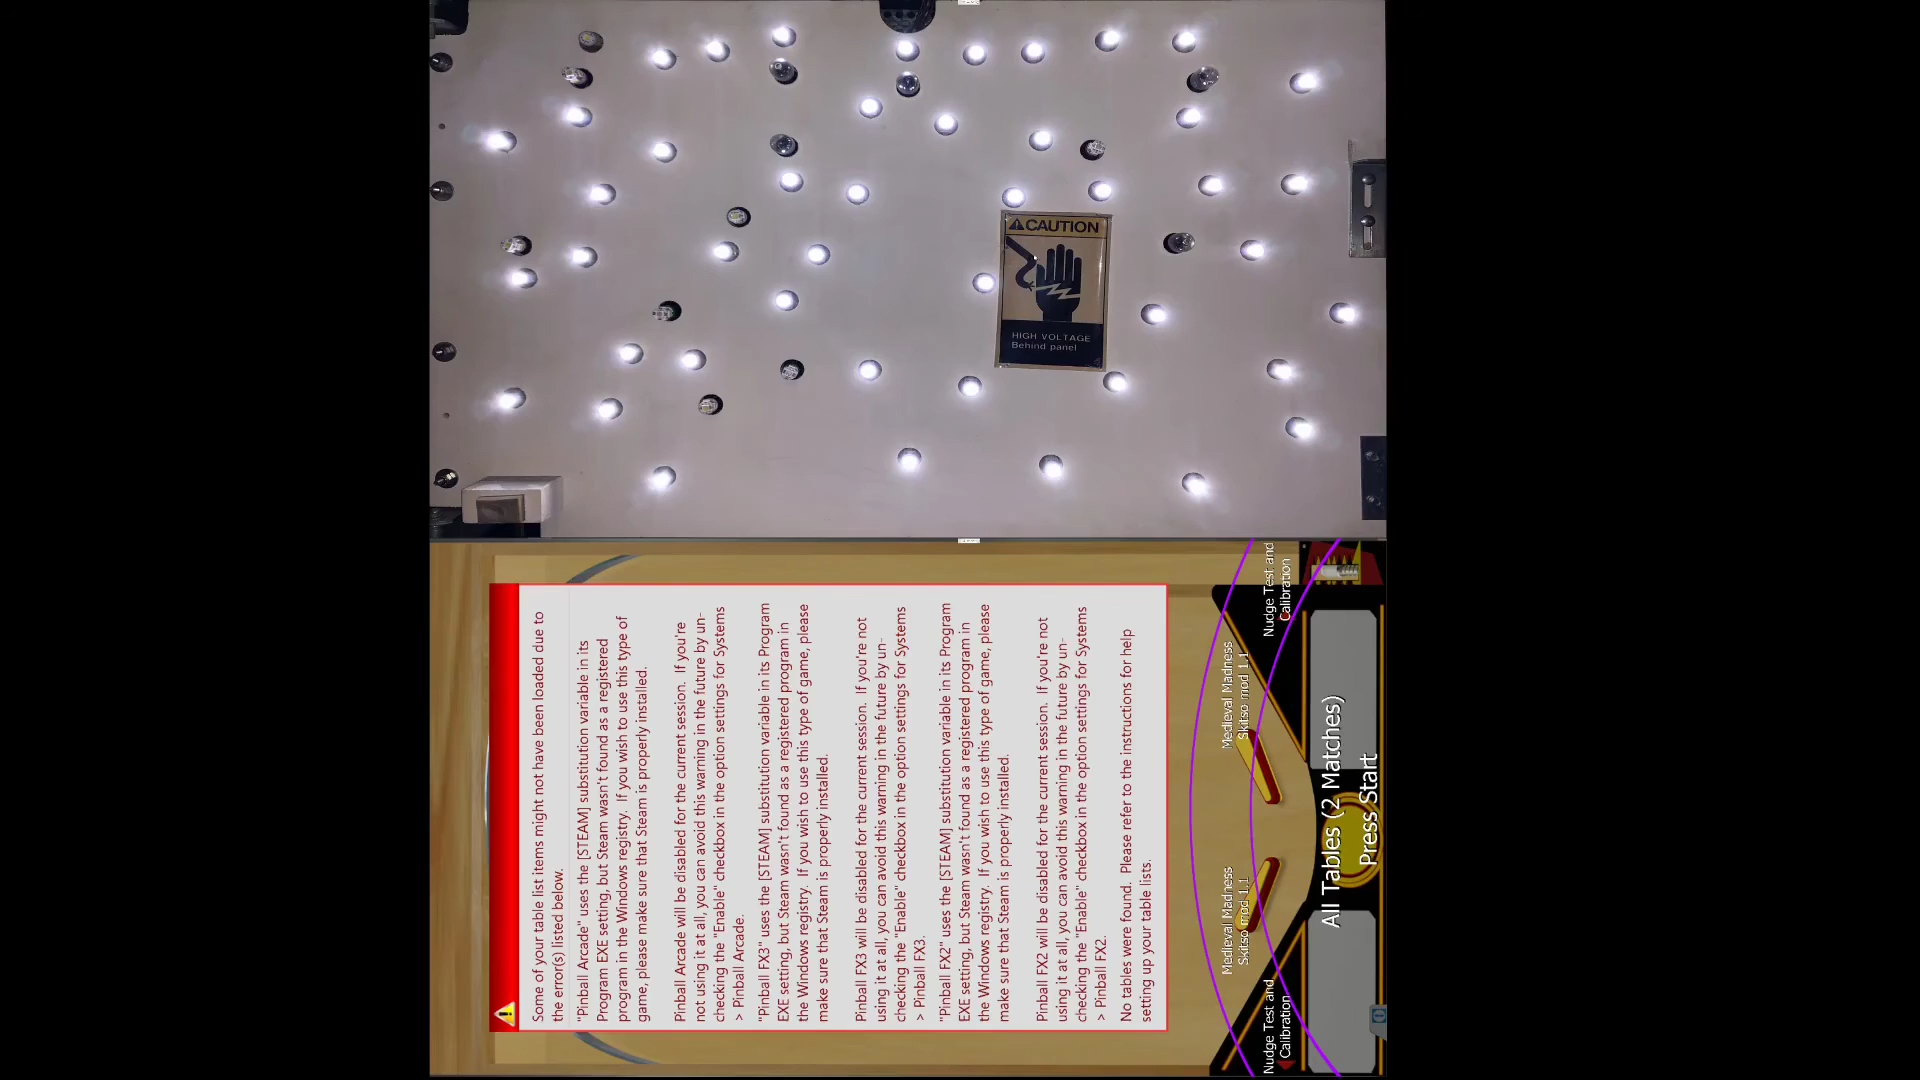 CAUTION
HIGH VOLTAGE
Behind panel
Some of your table list items might not have been loaded due to
the error(s) listed below.
"Pinball Arcade" uses the [STEAM] substitution variable in its
Program EXE setting, but Steam wasn't found as a registered
program in the Windows registry. If you wish to use this type of
game, please make sure that Steam is properly installed.
Pinball Arcade will be disabled for the current session. If you're
not using it at all, you can avoid this warning in the future by un-
checking the "Enable" checkbox in the option settings for Systems
> Pinball Arcade.
"Pinball FX3" uses the [STEAM] substitution variable in its Program
EXE setting, but Steam wasn't found as a registered program in
the Windows registry. If you wish to use this type of game, please
make sure that Steam is properly installed.
Pinball FX3 will be disabled for the current session. If you're not
using it at all, you can avoid this warning in the future by un-
checking the "Enable" checkbox in the option settings for Systems
> Pinball FX3.
"Pinball FX2" uses the [STEAM] substitution variable in its Program
EXE setting, but Steam wasn't found as a registered program in
the Windows registry. If you wish to use this type of game, please
make sure that Steam is properly installed.
Pinball FX2 will be disabled for the current session. If you're not
using it at all, you can avoid this warning in the future by un-
checking the "Enable" checkbox in the option settings for Systems
> Pinball FX2.
No tables were found. Please refer to the instructions for help
setting up your table lists.
Medieval Madness
Skitso mod 1.1
Medieval Madness
Skitso mod 1.1
Nudge Test and
Calibration
Nudge Test and
Calibration
All Tables (2 Matches)
Press Start